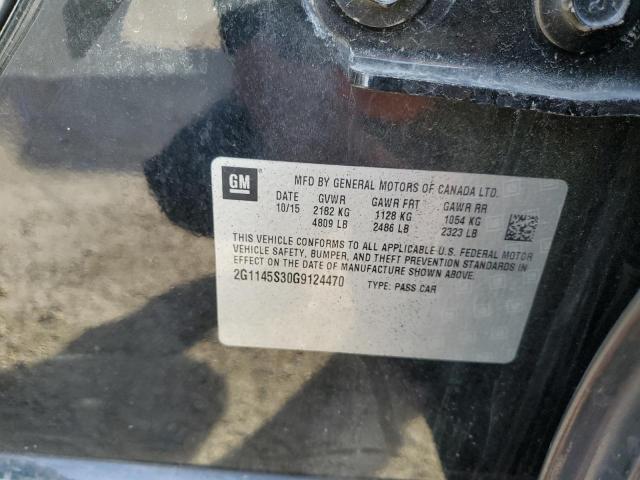 GM
MFD BY GENERAL MOTORS OF CANADA LTD.
DATE GVWR GAWR FRT GAWR RR
10/15 2182 KG 1128 KG 1054 KG
4809 LB 2486 LB 2323 LB
THIS VEHICLE CONFORMS TO ALL APPLICABLE U.S. FEDERAL MOTOR
VEHICLE SAFETY, BUMPER, AND THEFT PREVENTION STANDARDS IN
EFFECT ON THE DATE OF MANUFACTURE SHOWN ABOVE.
2G1145S30G9124470 TYPE: PASS CAR